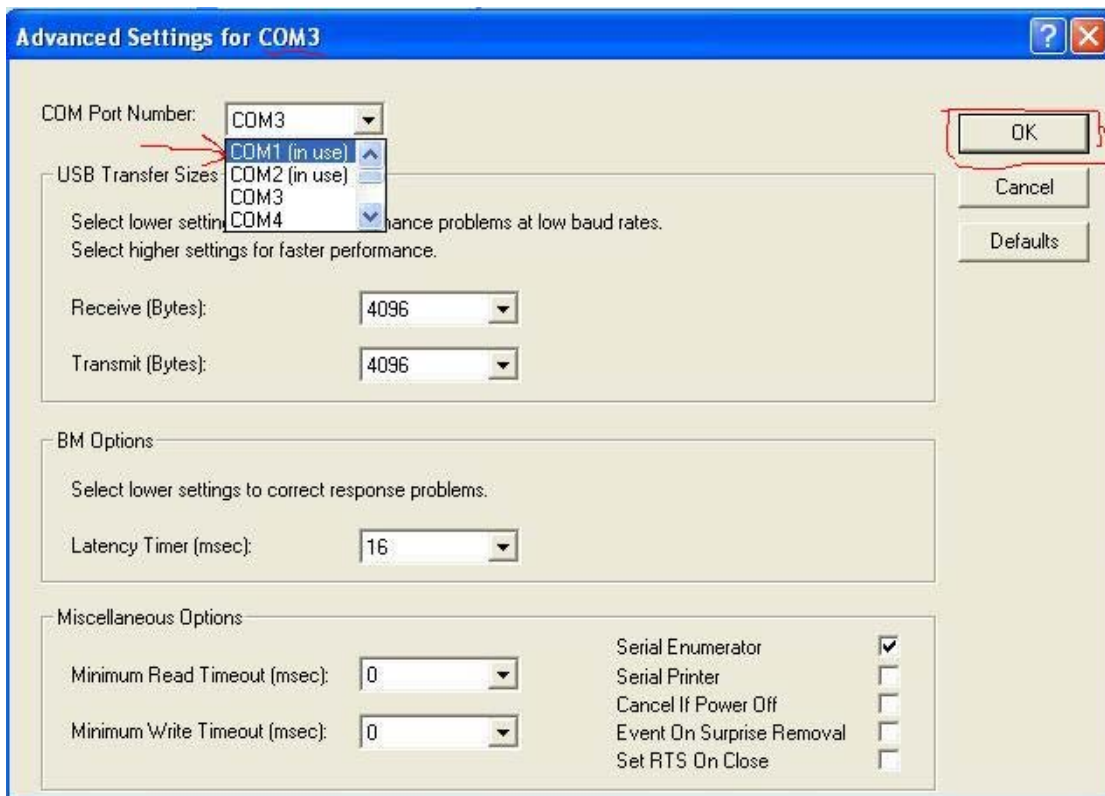 Advanced Settings for COM3
COM Port Number:
COM3
COM1 (in use)
COM2 (in use)
COM3
COM4
OK
Cancel
Defaults
USB Transfer Sizes
Select lower settin
mance problems at low baud rates.
Select higher settings for faster performance.
Receive (Bytes):
4096
Transmit (Bytes):
4096
BM Options
Select lower settings to correct response problems.
Latency Timer (msec):
16
Miscellaneous Options
Minimum Read Timeout (msec):
0
Minimum Write Timeout (msec):
0
Serial Enumerator
Serial Printer
Cancel If Power Off
Event On Surprise Removal
Set RTS On Close